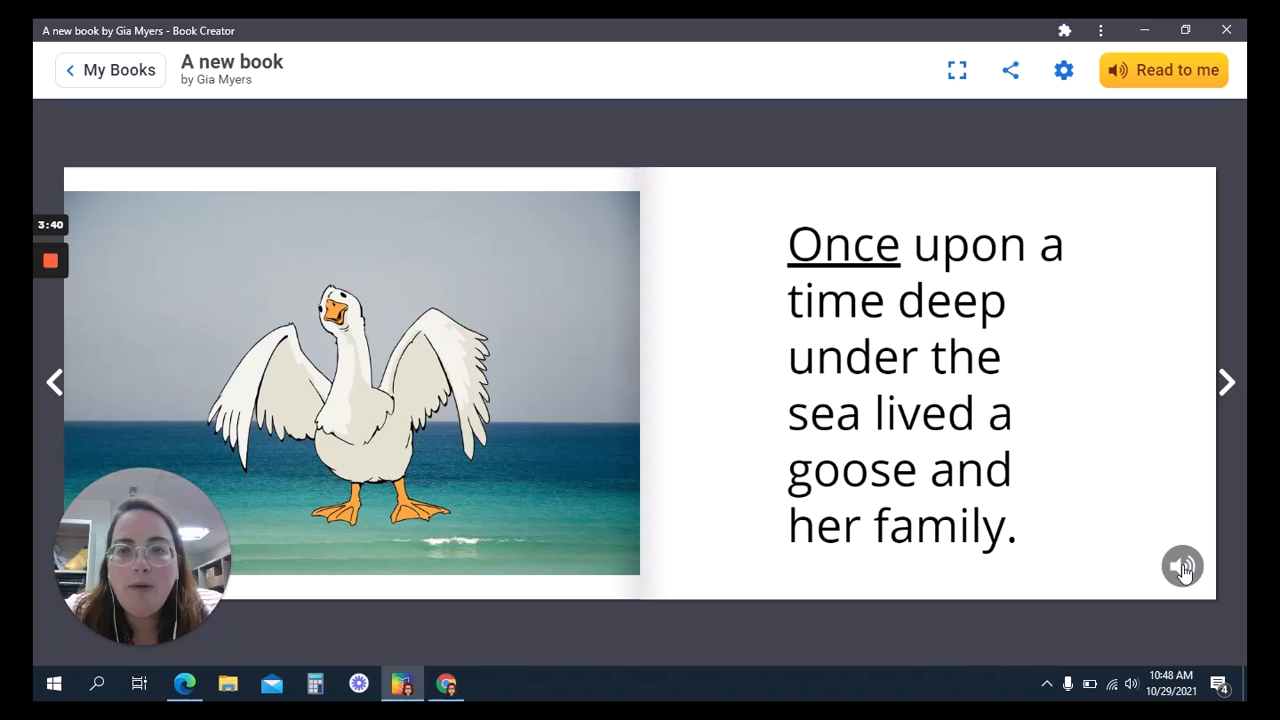 A new book by Gia Myers - Book Creator
My Books
A new book
by Gia Myers
Read to me
3:40
Once upon a
time deep
under the
sea lived a
goose and
her family.
10:48 AM
10/29/2021
4